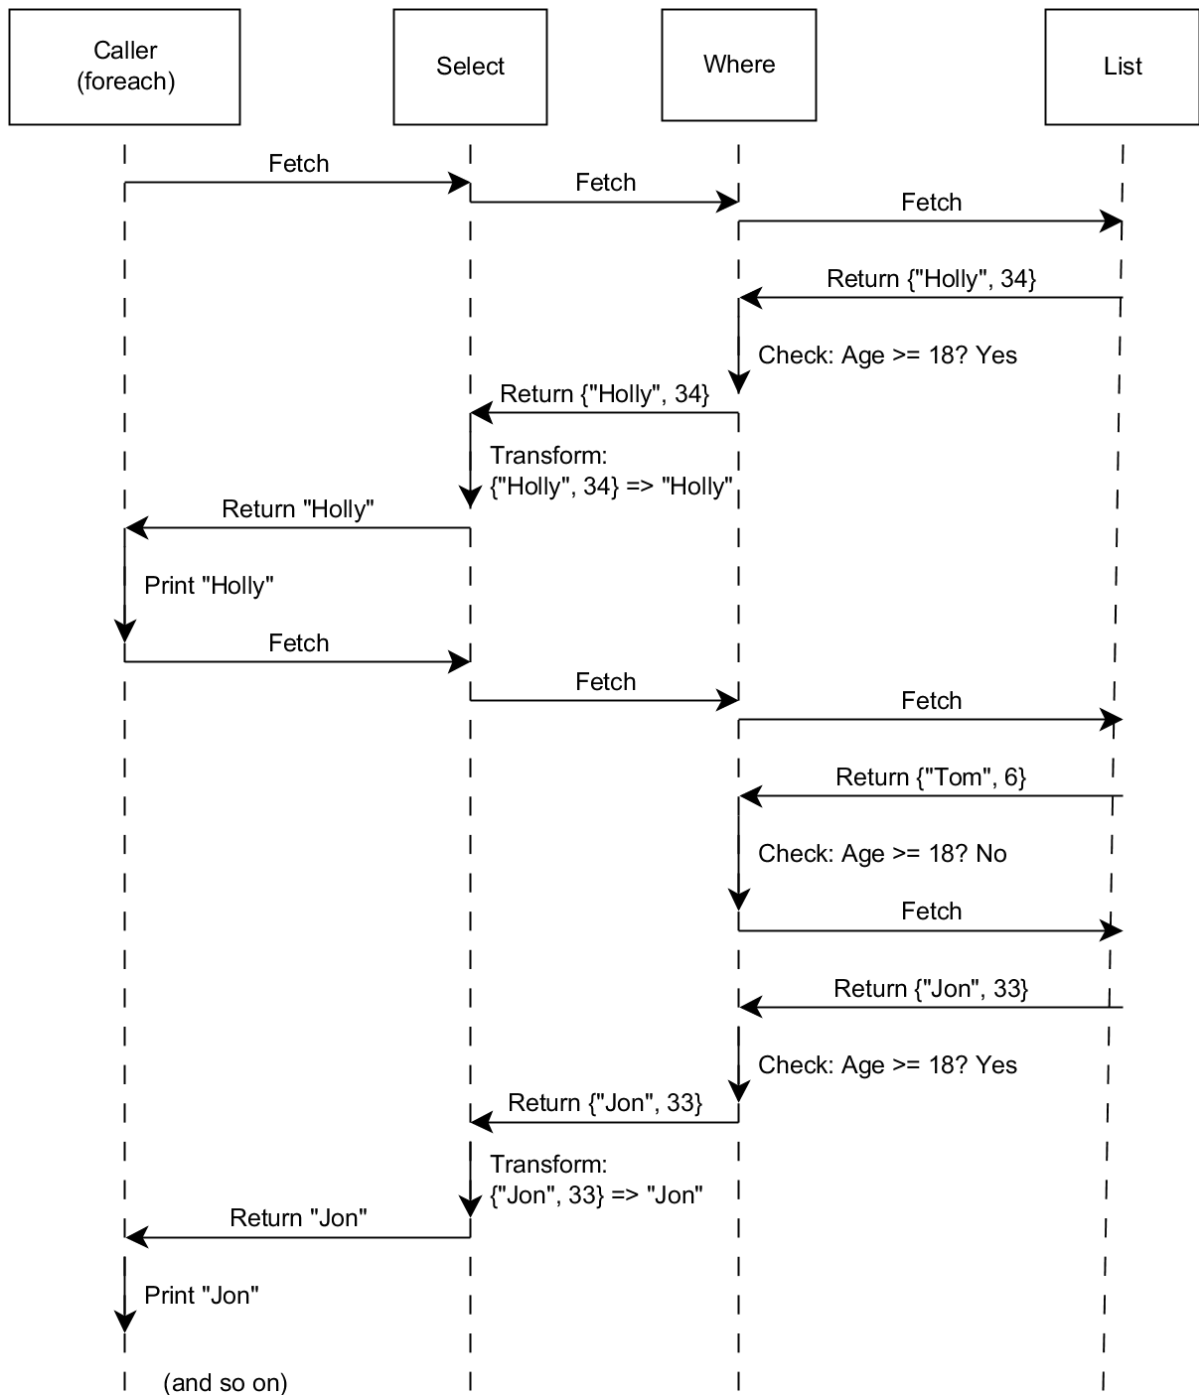 Caller
(foreach)
Select
Where
List
Fetch
Fetch
Fetch
Return {"Holly", 34}
Check: Age >= 18? Yes
Return {"Holly", 34}
Transform:
{"Holly", 34} => "Holly"
Return "Holly"
Print "Holly"
Fetch
Fetch
Fetch
Return {"Tom", 6}
Check: Age >= 18? No
Fetch
Return {"Jon", 33}
Check: Age >= 18? Yes
Return {"Jon", 33}
Transform:
{"Jon", 33} => "Jon"
Return "Jon"
Print "Jon"
(and so on)